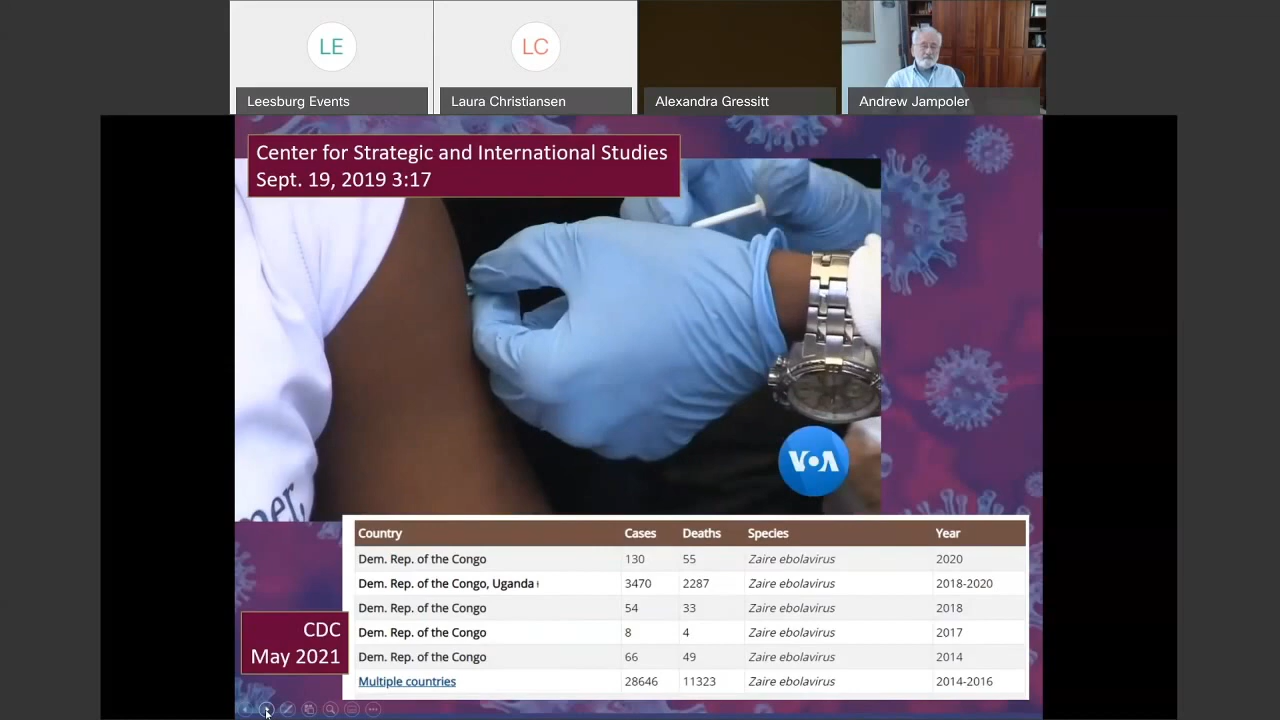 LE
LC
Leesburg Events
Laura Christiansen
Alexandra Gressitt
Andrew Jampoler
Center for Strategic and International Studies
Sept. 19, 2019 3:17
VOA
Country Cases Deaths Species Year
Dem. Rep. of the Congo 130 55 Zaire ebolavirus 2020
Dem. Rep. of the Congo, Uganda 3470 2287 Zaire ebolavirus 2018-2020
Dem. Rep. of the Congo 54 33 Zaire ebolavirus 2018
Dem. Rep. of the Congo 8 4 Zaire ebolavirus 2017
Dem. Rep. of the Congo 66 49 Zaire ebolavirus 2014
Multiple countries 28646 11323 Zaire ebolavirus 2014-2016
CDC
May 2021